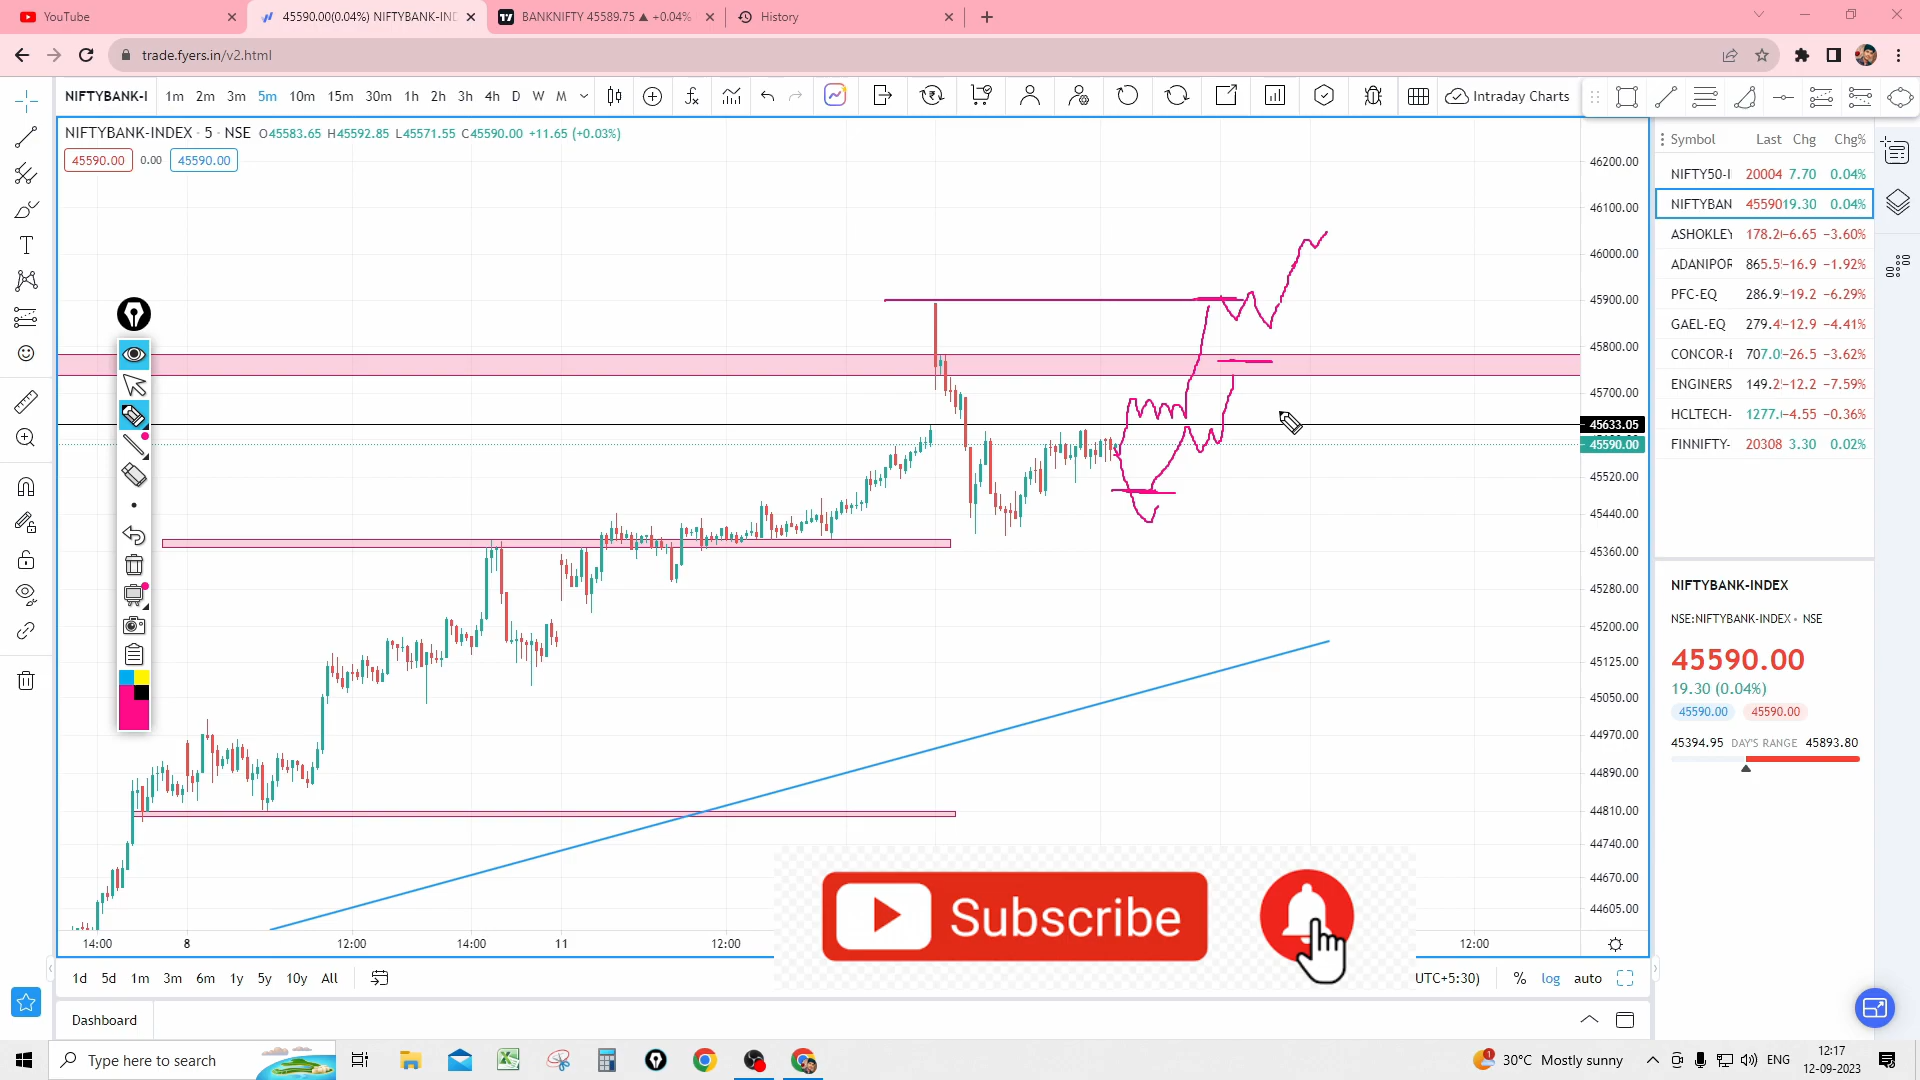 YouTube
45590.00(0.04%) NIFTYBANK-IND
BANKNIFTY 45589.75 ▲ +0.04%
History
trade.fyers.in/v2.html
NIFTYBANK-I 1m 2m 3m 5m 10m 15m 30m 1h 2h 3h 4h D W M
Intraday Charts
NIFTYBANK-INDEX · 5 · NSE O45583.65 H45592.85 L45571.55 C45590.00 +11.65 (+0.03%)
45590.00 0.00 45590.00
46200.00
46100.00
46000.00
45900.00
45800.00
45700.00
45633.05
45590.00
45520.00
45440.00
45360.00
45280.00
45200.00
45125.00
45050.00
44970.00
44890.00
44810.00
44740.00
44670.00
44605.00
14:00 8 12:00 14:00 11 12:00 12:00
Subscribe
1d 5d 1m 3m 6m 1y 5y 10y All
UTC+5:30) % log auto
Dashboard
Symbol Last Chg Chg%
NIFTY50-I 20004 7.70 0.04%
NIFTYBAN 45590 19.30 0.04%
ASHOKLEY 178.2 -6.65 -3.60%
ADANIPOR 865.5 -16.9 -1.92%
PFC-EQ 286.9 -19.2 -6.29%
GAEL-EQ 279.4 -12.9 -4.41%
CONCOR-E 707.0 -26.5 -3.62%
ENGINERS 149.2 -12.2 -7.59%
HCLTECH- 1277. -4.55 -0.36%
FINNIFTY- 20308 3.30 0.02%
NIFTYBANK-INDEX
NSE:NIFTYBANK-INDEX • NSE
45590.00
19.30 (0.04%)
45590.00 45590.00
45394.95 DAY'S RANGE 45893.80
Type here to search
1
30°C Mostly sunny
ENG
12:17
12-09-2023